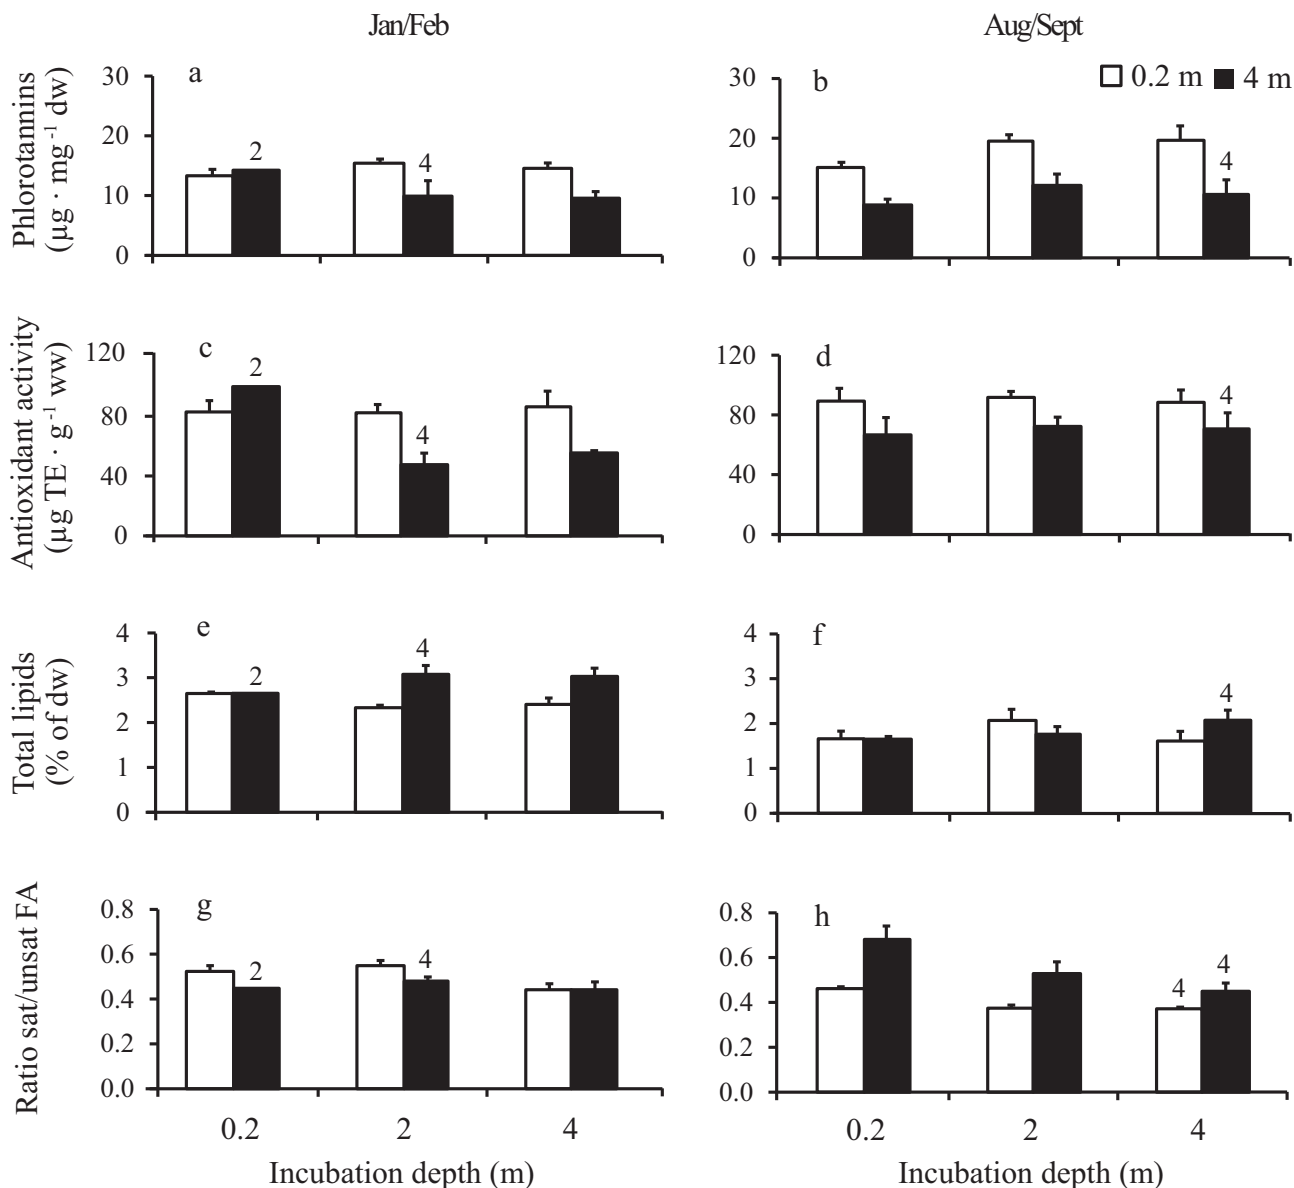 Jan/Feb
Aug/Sept
Phlorotannins
(µg · mg⁻¹ dw)
a
30
20
10
0
2
4
b
0.2 m
4 m
30
20
10
0
4
Antioxidant activity
(µg TE · g⁻¹ ww)
c
120
80
40
0
2
4
d
120
80
40
0
4
Total lipids
(% of dw)
e
4
3
2
1
0
2
4
f
4
3
2
1
0
4
Ratio sat/unsat FA
g
0.8
0.6
0.4
0.2
0.0
2
4
h
0.8
0.6
0.4
0.2
0.0
4
4
0.2 2 4
0.2 2 4
Incubation depth (m)
Incubation depth (m)